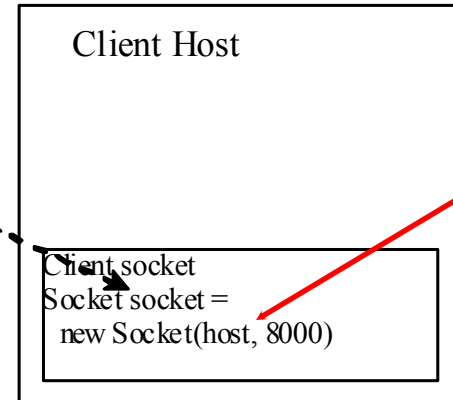 Client Host
Client socket
Socket socket =
new Socket(host, 8000)